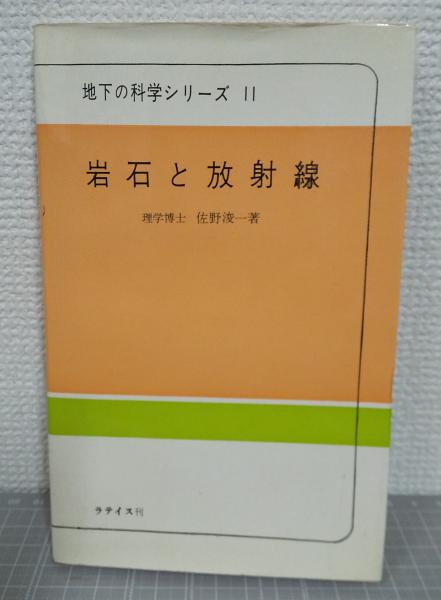 地下の科学シリーズ 11
岩石と放射線
理学博士 佐野浚一著
ラテイス刊